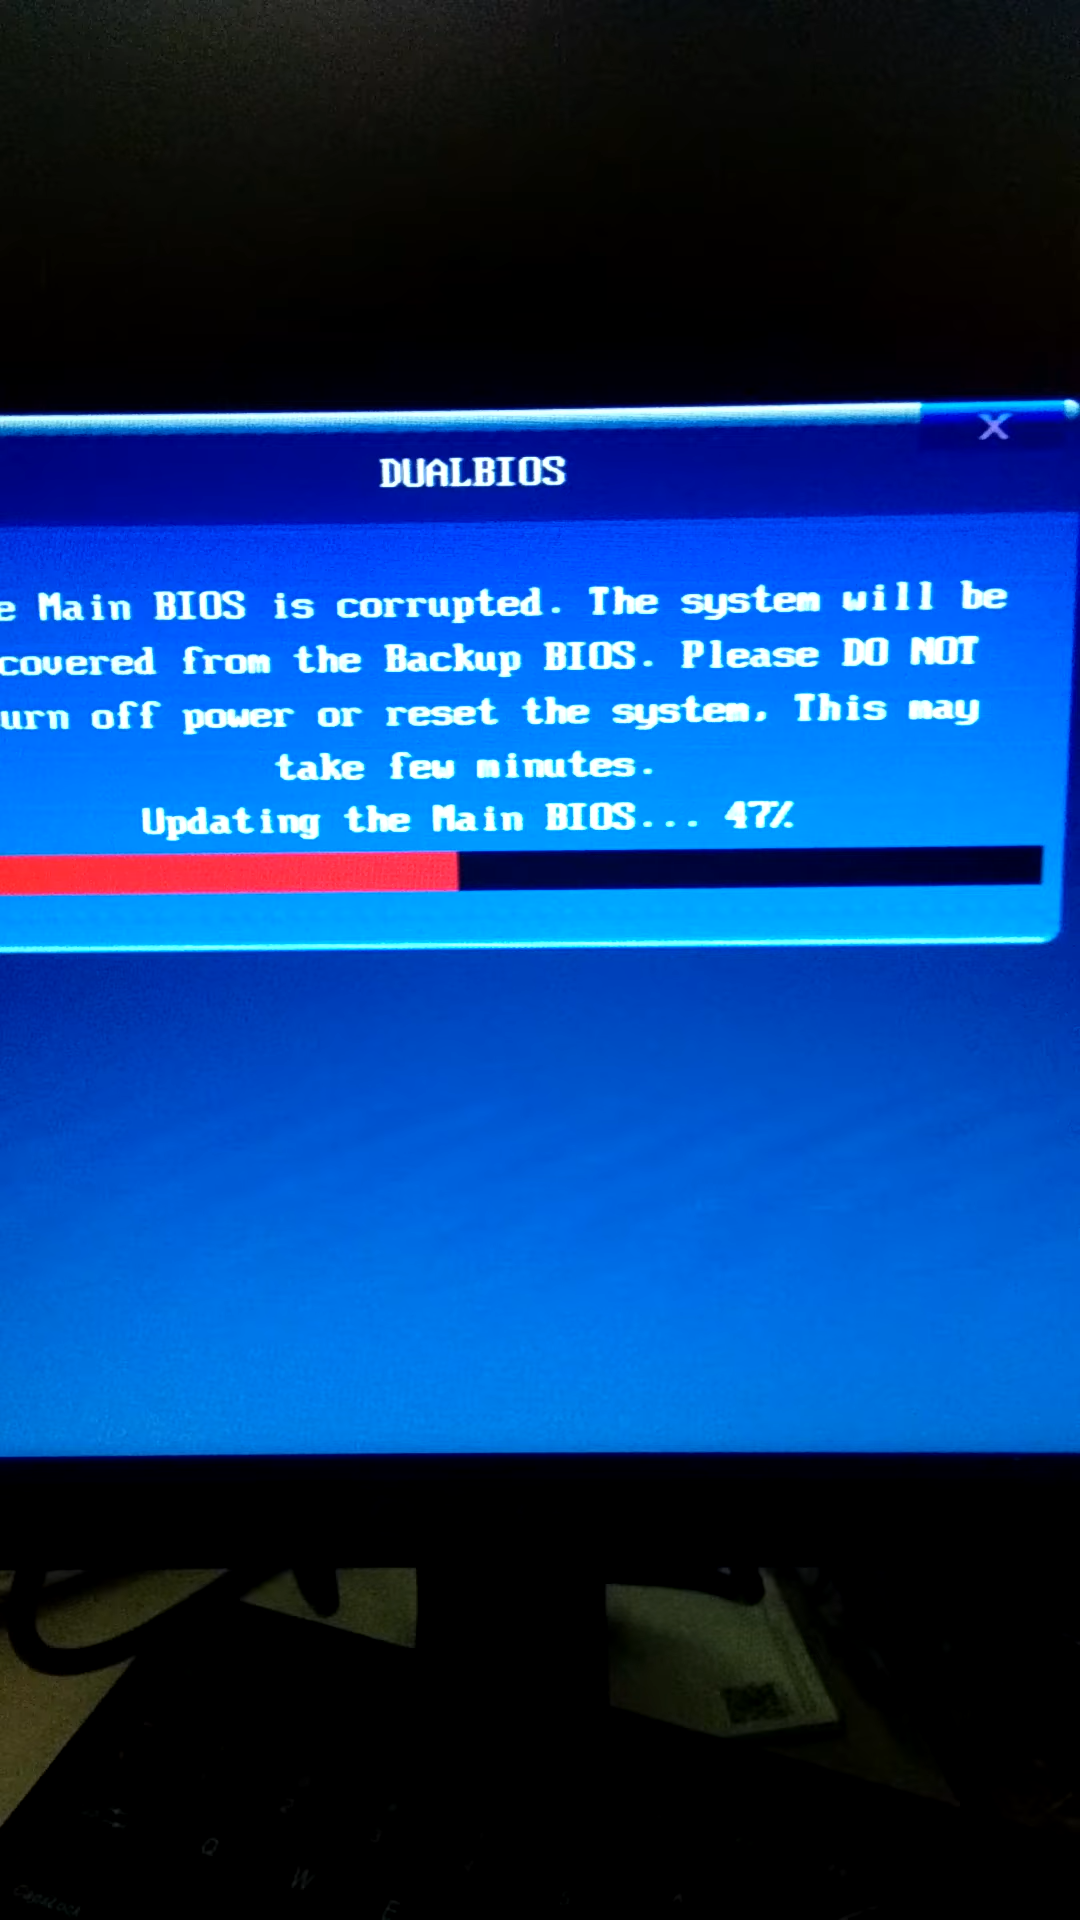 X
DUALBIOS
e Main BIOS is corrupted. The system will be
covered from the Backup BIOS. Please DO NOT
urn off power or reset the system, This may
take few minutes.
Updating the Main BIOS... 47%
Q
W
E